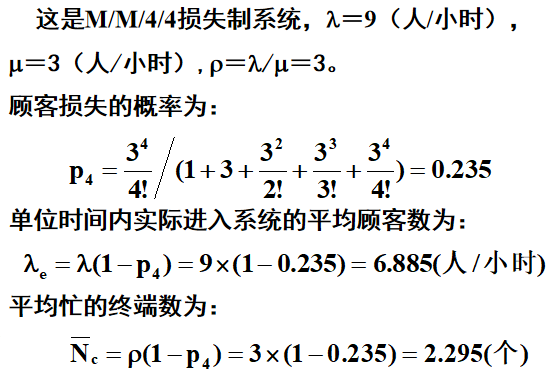 这是M/M/4/4损失制系统，λ＝9（人/小时），
μ＝3（人/小时）, ρ＝λ/μ＝3。
顾客损失的概率为：
p₄ = 3⁴/4! / (1 + 3 + 3²/2! + 3³/3! + 3⁴/4!) = 0.235
单位时间内实际进入系统的平均顾客数为：
λₑ = λ(1 − p₄) = 9 × (1 − 0.235) = 6.885(人/小时)
平均忙的终端数为：
N̄c = ρ(1 − p₄) = 3 × (1 − 0.235) = 2.295(个)